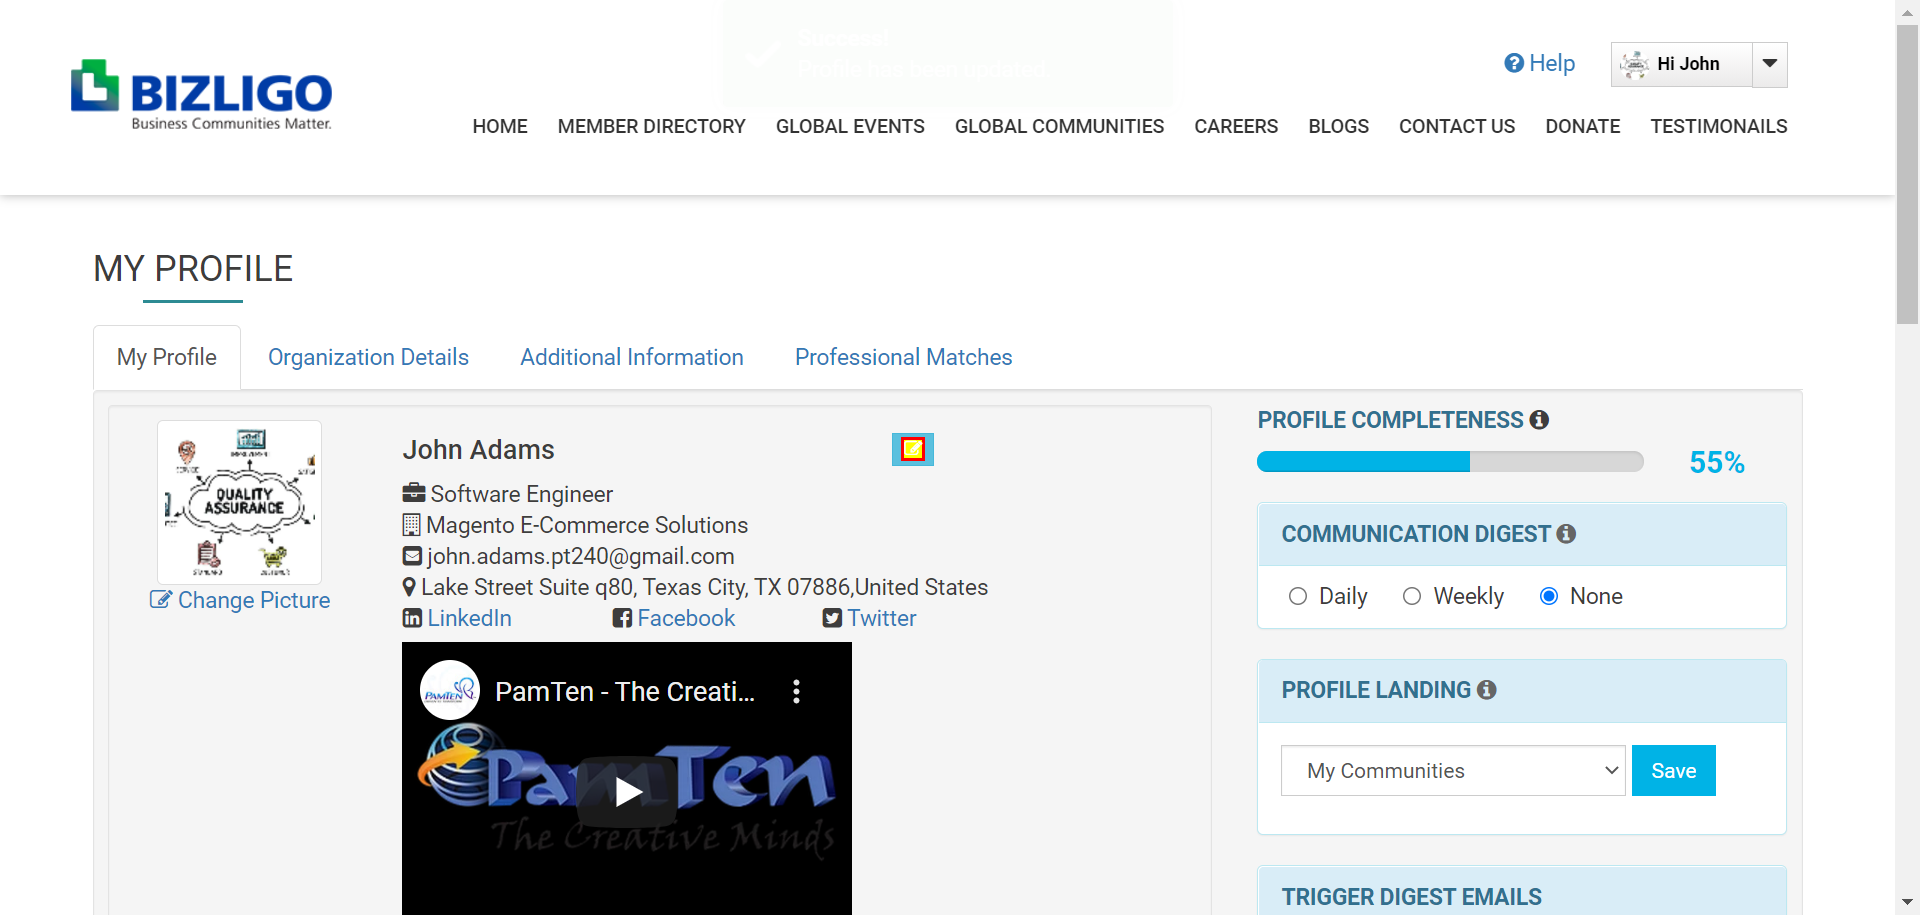 Success!
Profile has been updated.
Help
Hi John
BIZLIGO
Business Communities Matter.
HOME MEMBER DIRECTORY GLOBAL EVENTS GLOBAL COMMUNITIES CAREERS BLOGS CONTACT US DONATE TESTIMONAILS
MY PROFILE
My Profile Organization Details Additional Information Professional Matches
QUALITY
ASSURANCE
Change Picture
John Adams
Software Engineer
Magento E-Commerce Solutions
john.adams.pt240@gmail.com
Lake Street Suite q80, Texas City, TX 07886,United States
LinkedIn Facebook Twitter
PAMTEN
PamTen - The Creati...
PamTen
The Creative Minds
PROFILE COMPLETENESS
55%
COMMUNICATION DIGEST
Daily Weekly None
PROFILE LANDING
My Communities Save
TRIGGER DIGEST EMAILS